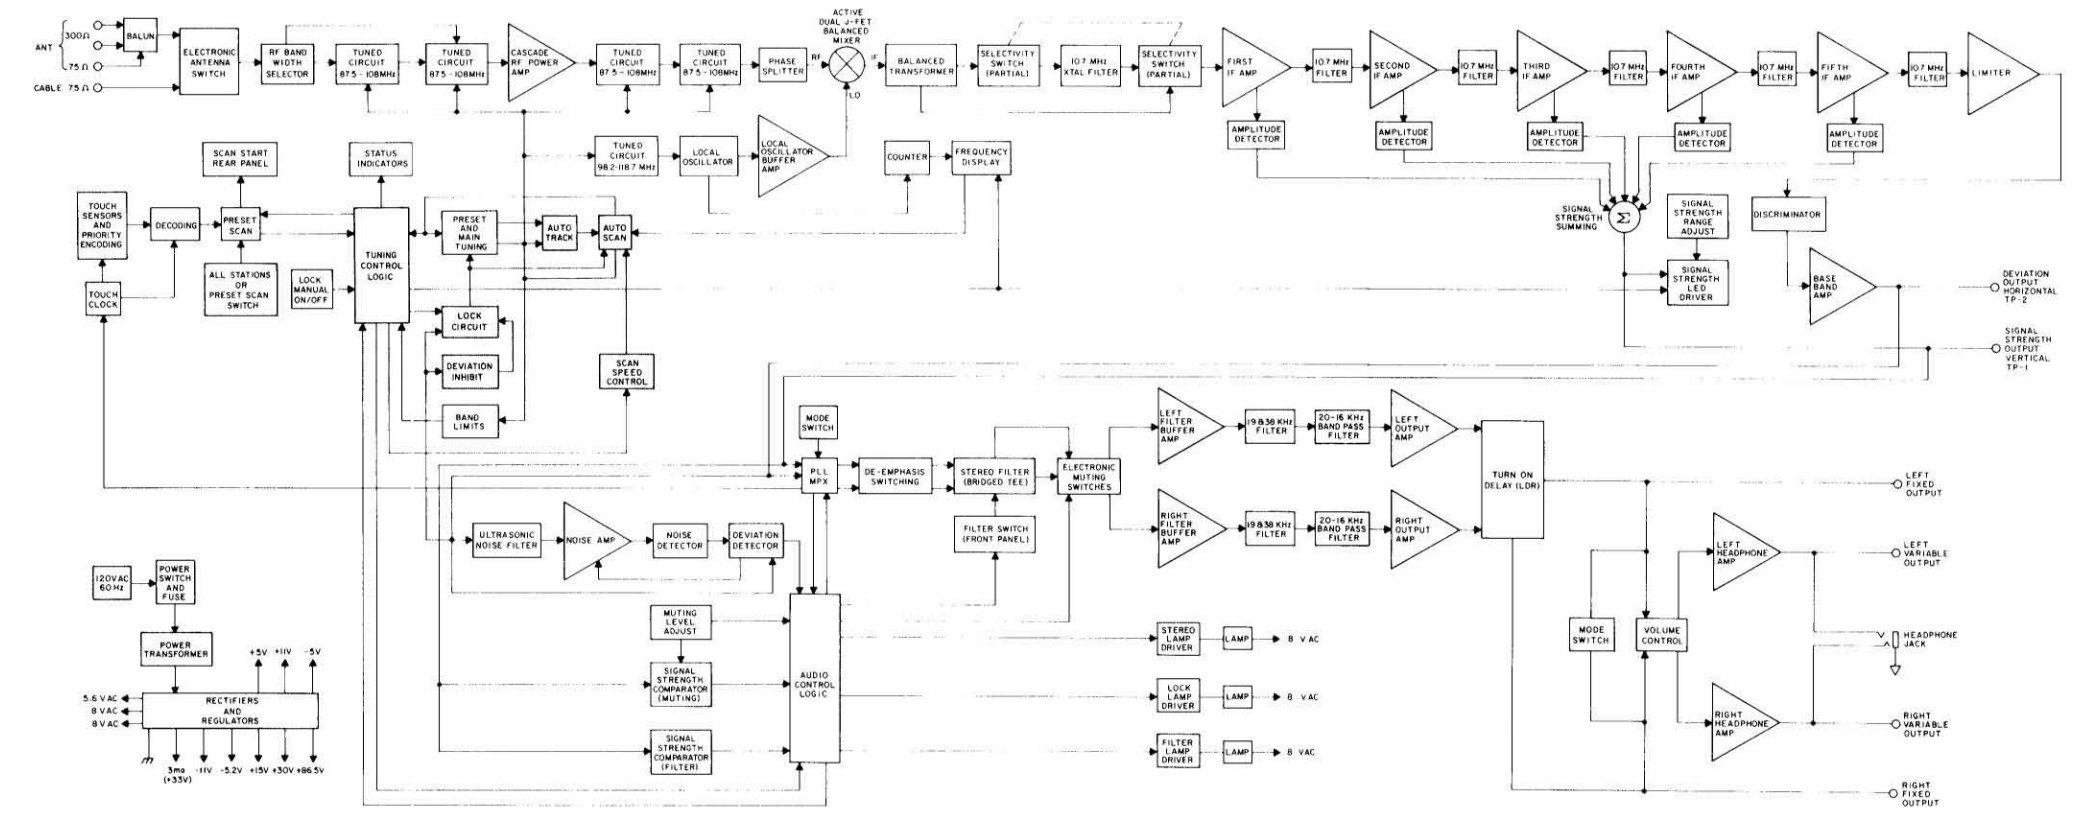 ANT
300Ω
75Ω
CABLE 75Ω
BALUN
ELECTRONIC
ANTENNA
SWITCH
RF BAND
WIDTH
SELECTOR
TUNED
CIRCUIT
87.5-108MHz
TUNED
CIRCUIT
87.5-108MHz
CASCADE
RF POWER
AMP
TUNED
CIRCUIT
87.5-108MHz
TUNED
CIRCUIT
87.5-108MHz
PHASE
SPLITTER
RF
ACTIVE
DUAL J-FET
BALANCED
MIXER
IF
LO
BALANCED
TRANSFORMER
SELECTIVITY
SWITCH
(PARTIAL)
10.7 MHz
XTAL FILTER
SELECTIVITY
SWITCH
(PARTIAL)
FIRST
IF AMP
10.7 MHz
FILTER
SECOND
IF AMP
10.7 MHz
FILTER
THIRD
IF AMP
10.7 MHz
FILTER
FOURTH
IF AMP
10.7 MHz
FILTER
FIFTH
IF AMP
10.7 MHz
FILTER
LIMITER
AMPLITUDE
DETECTOR
AMPLITUDE
DETECTOR
AMPLITUDE
DETECTOR
AMPLITUDE
DETECTOR
AMPLITUDE
DETECTOR
SCAN START
REAR PANEL
STATUS
INDICATORS
TUNED
CIRCUIT
98.2-118.7 MHz
LOCAL
OSCILLATOR
LOCAL
OSCILLATOR
BUFFER
AMP
COUNTER
FREQUENCY
DISPLAY
TOUCH
SENSORS
AND
PRIORITY
ENCODING
DECODING
PRESET
SCAN
TUNING
CONTROL
LOGIC
PRESET
AND
MAIN
TUNING
AUTO
TRACK
AUTO
SCAN
SIGNAL
STRENGTH
SUMMING
Σ
SIGNAL
STRENGTH
RANGE
ADJUST
DISCRIMINATOR
TOUCH
CLOCK
ALL STATIONS
OR
PRESET SCAN
SWITCH
LOCK
MANUAL
ON/OFF
SIGNAL
STRENGTH
LED
DRIVER
BASE
BAND
AMP
DEVIATION
OUTPUT
HORIZONTAL
TP-2
LOCK
CIRCUIT
SIGNAL
STRENGTH
OUTPUT
VERTICAL
TP-1
DEVIATION
INHIBIT
SCAN
SPEED
CONTROL
BAND
LIMITS
MODE
SWITCH
PLL
MPX
DE-EMPHASIS
SWITCHING
STEREO FILTER
(BRIDGED TEE)
ELECTRONIC
MUTING
SWITCHES
LEFT
FILTER
BUFFER
AMP
19&38 KHz
FILTER
20-16 KHz
BAND PASS
FILTER
LEFT
OUTPUT
AMP
TURN ON
DELAY (LDR)
LEFT
FIXED
OUTPUT
FILTER SWITCH
(FRONT PANEL)
RIGHT
FILTER
BUFFER
AMP
19&38 KHz
FILTER
20-16 KHz
BAND PASS
FILTER
RIGHT
OUTPUT
AMP
ULTRASONIC
NOISE FILTER
NOISE AMP
NOISE
DETECTOR
DEVIATION
DETECTOR
LEFT
HEADPHONE
AMP
LEFT
VARIABLE
OUTPUT
120VAC
60Hz
POWER
SWITCH
AND
FUSE
POWER
TRANSFORMER
MUTING
LEVEL
ADJUST
STEREO
LAMP
DRIVER
LAMP
8 VAC
MODE
SWITCH
VOLUME
CONTROL
HEADPHONE
JACK
+5V
+11V
-5V
SIGNAL
STRENGTH
COMPARATOR
(MUTING)
AUDIO
CONTROL
LOGIC
LOCK
LAMP
DRIVER
LAMP
8 VAC
5.6 VAC
8 VAC
8 VAC
RECTIFIERS
AND
REGULATORS
RIGHT
HEADPHONE
AMP
RIGHT
VARIABLE
OUTPUT
SIGNAL
STRENGTH
COMPARATOR
(FILTER)
FILTER
LAMP
DRIVER
LAMP
8 VAC
3ma
(+33V)
-11V
-5.2V
+15V
+30V
+86.5V
RIGHT
FIXED
OUTPUT